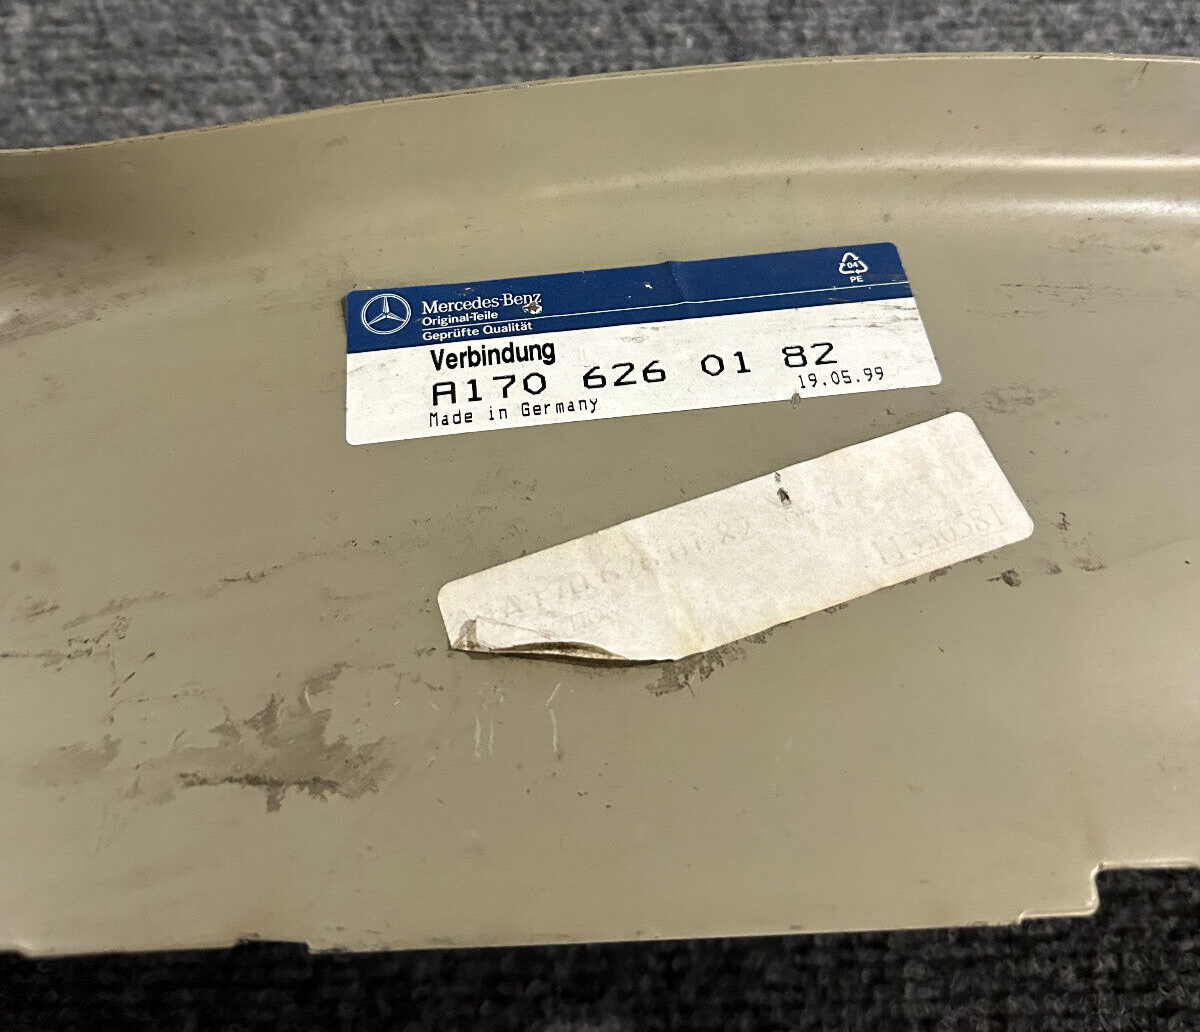 Mercedes-Benz
Original-Teile
Geprüfte Qualität
04
PE
Verbindung
A170 626 01 82
19.05.99
Made in Germany